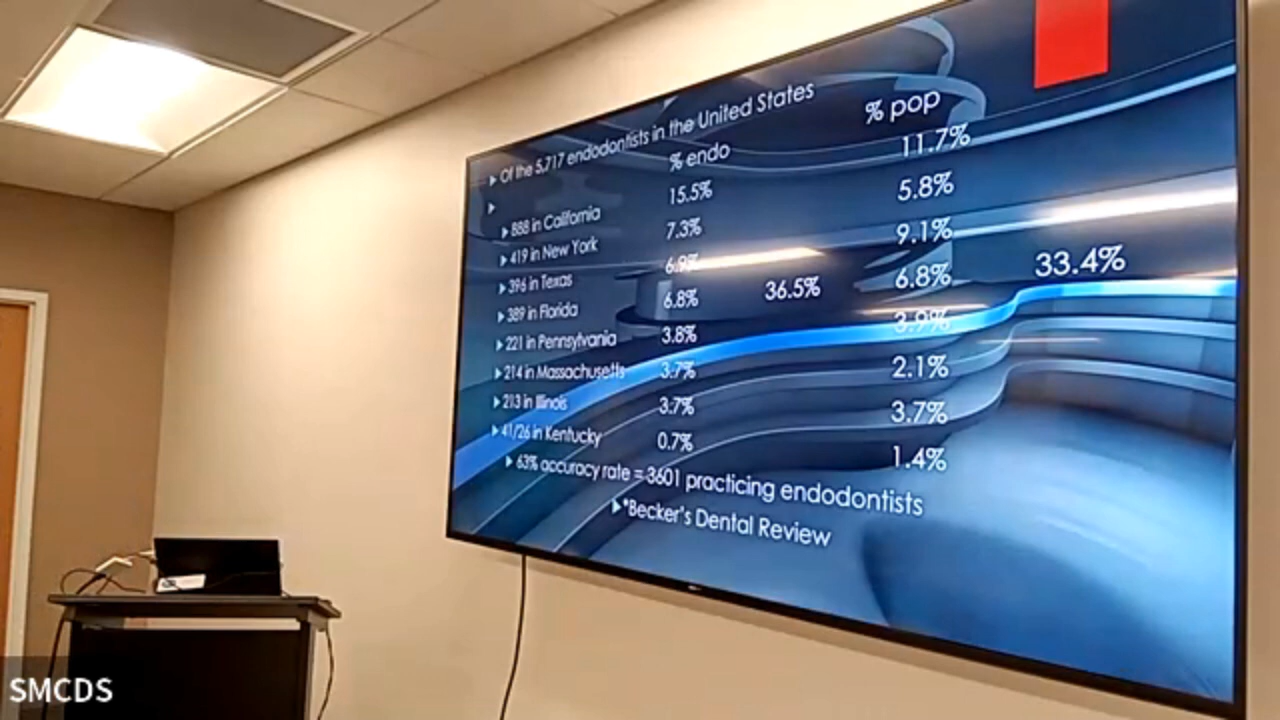 ▶ Of the 5,717 endodontists in the United States
▶ % endo % pop
▶ 888 in California 15.5% 11.7%
▶ 419 in New York 7.3% 5.8%
▶ 396 in Texas 6.9% 9.1%
▶ 389 in Florida 6.8% 36.5% 6.8% 33.4%
▶ 221 in Pennsylvania 3.8% 3.9%
▶ 214 in Massachusetts 3.7% 2.1%
▶ 213 in Illinois 3.7% 3.7%
▶ 41/26 in Kentucky 0.7% 1.4%
▶ 63% accuracy rate = 3601 practicing endodontists
▶ *Becker's Dental Review
SMCDS